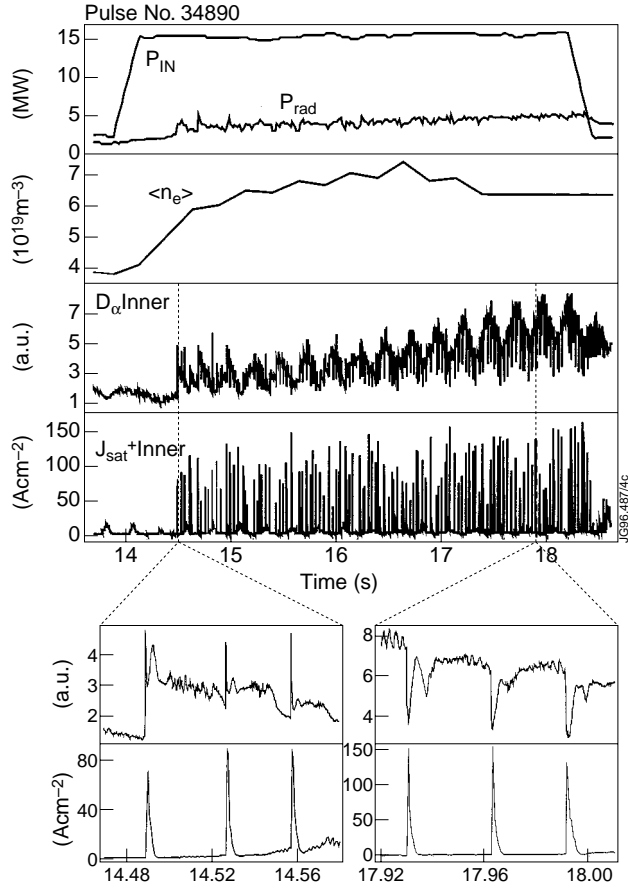 Pulse No. 34890
15
10
5
0
(MW)
P_IN
P_rad
7
6
5
4
(10^19m^–3)
<n_e>
7
5
3
1
(a.u.)
D_αInner
150
100
50
0
(Acm^–2)
J_sat^+Inner
14 15 16 17 18
Time (s)
JG96.487/4c
4
3
2
(a.u.)
8
6
4
80
40
0
(Acm^–2)
150
100
50
0
14.48 14.52 14.56
17.92 17.96 18.00